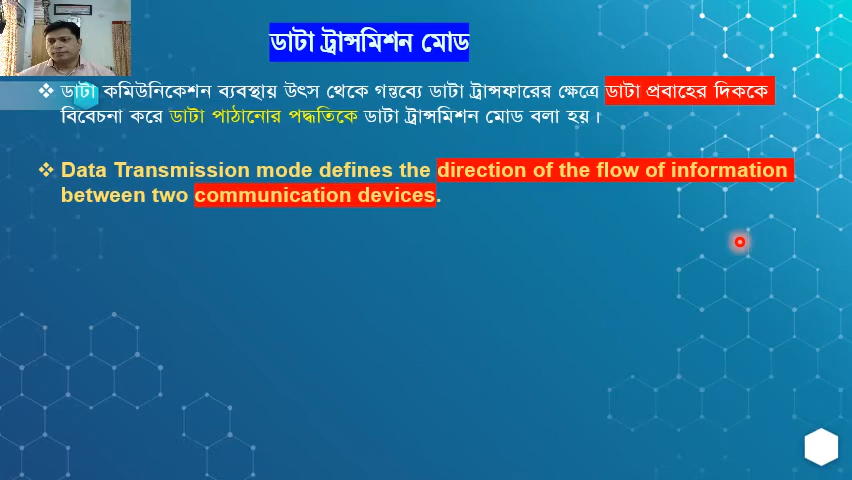 ডাটা ট্রান্সমিশন মোড
❖ ডাটা কমিউনিকেশন ব্যবস্থায় উৎস থেকে গন্তব্যে ডাটা ট্রান্সফারের ক্ষেত্রে ডাটা প্রবাহের দিককে
বিবেচনা করে ডাটা পাঠানোর পদ্ধতিকে ডাটা ট্রান্সমিশন মোড বলা হয়।
❖ Data Transmission mode defines the direction of the flow of information
between two communication devices.